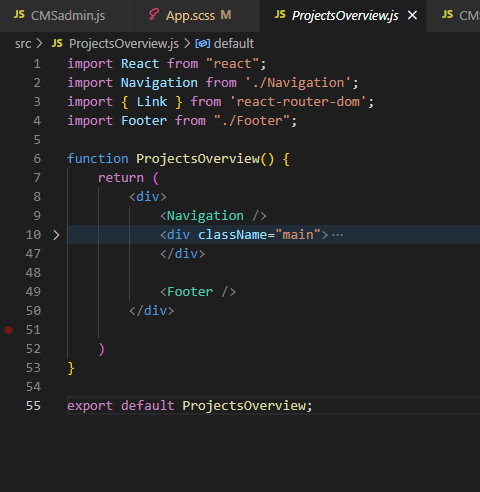 JS CMSadmin.js App.scss M JS ProjectsOverview.js × JS CM
src > JS ProjectsOverview.js > default
1 import React from "react";
2 import Navigation from './Navigation';
3 import { Link } from 'react-router-dom';
4 import Footer from "./Footer";
5
6 function ProjectsOverview() {
7 return (
8 <div>
9 <Navigation />
10 > <div className="main"> ···
47 </div>
48
49 <Footer />
50 </div>
51
52 )
53 }
54
55 export default ProjectsOverview;